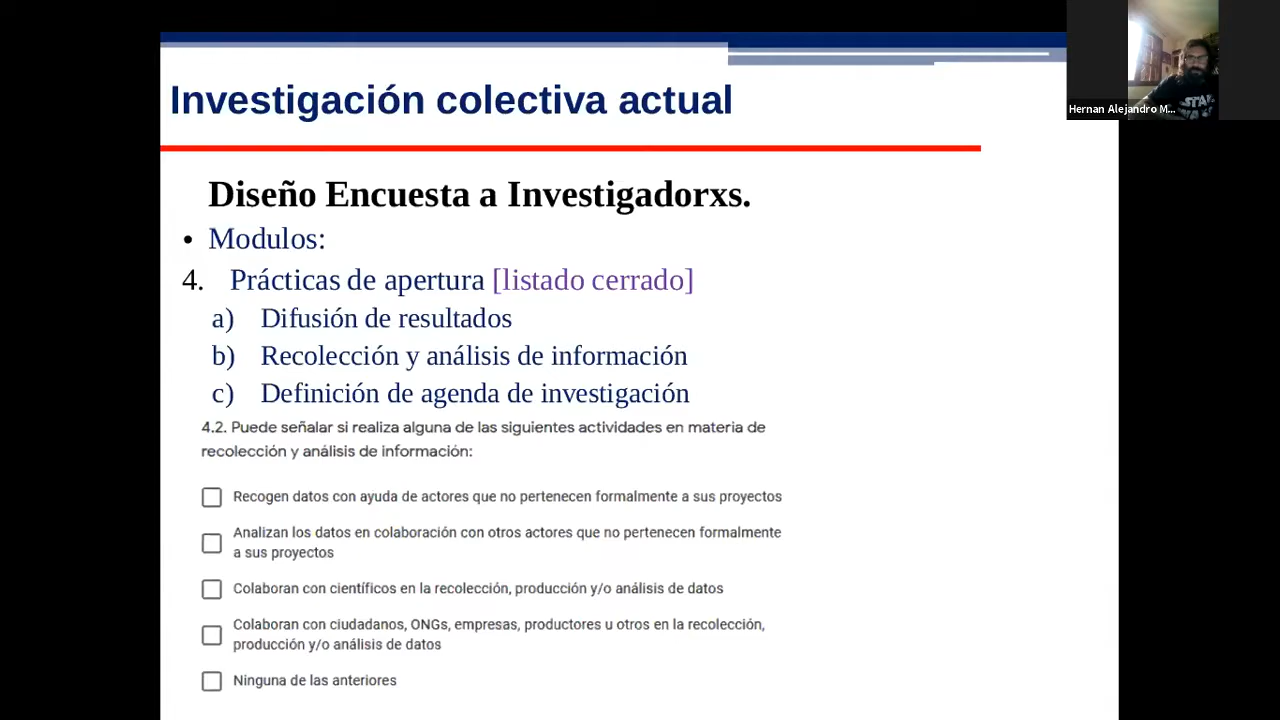 Investigación colectiva actual
Hernan Alejandro M...
Diseño Encuesta a Investigadorxs.
• Modulos:
4. Prácticas de apertura [listado cerrado]
a) Difusión de resultados
b) Recolección y análisis de información
c) Definición de agenda de investigación
4.2. Puede señalar si realiza alguna de las siguientes actividades en materia de
recolección y análisis de información:
Recogen datos con ayuda de actores que no pertenecen formalmente a sus proyectos
Analizan los datos en colaboración con otros actores que no pertenecen formalmente
a sus proyectos
Colaboran con científicos en la recolección, producción y/o análisis de datos
Colaboran con ciudadanos, ONGs, empresas, productores u otros en la recolección,
producción y/o análisis de datos
Ninguna de las anteriores
STAR
WARS